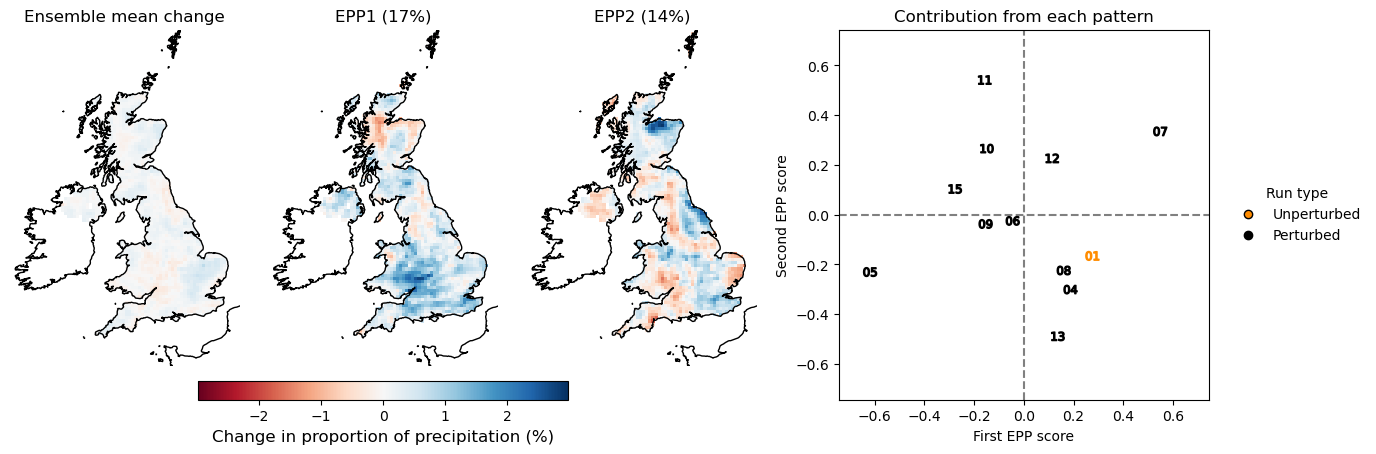 Ensemble mean change
EPP1 (17%)
EPP2 (14%)
Contribution from each pattern
−2 −1 0 1 2
Change in proportion of precipitation (%)
Second EPP score
0.6
0.4
0.2
0.0
−0.2
−0.4
−0.6
11
07
10
12
15
06
09
01
08
05
04
13
−0.6 −0.4 −0.2 0.0 0.2 0.4 0.6
First EPP score
Run type
Unperturbed
Perturbed